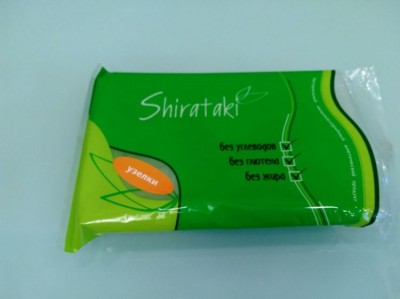 Shirataki
без углеводов
без глютена
без жира
узелки